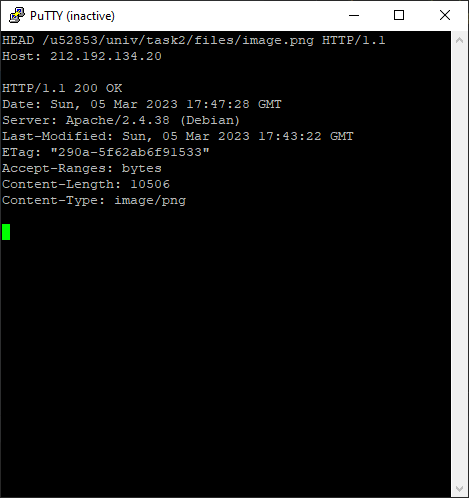 PuTTY (inactive)
HEAD /u52853/univ/task2/files/image.png HTTP/1.1
Host: 212.192.134.20
HTTP/1.1 200 OK
Date: Sun, 05 Mar 2023 17:47:28 GMT
Server: Apache/2.4.38 (Debian)
Last-Modified: Sun, 05 Mar 2023 17:43:22 GMT
ETag: "290a-5f62ab6f91533"
Accept-Ranges: bytes
Content-Length: 10506
Content-Type: image/png